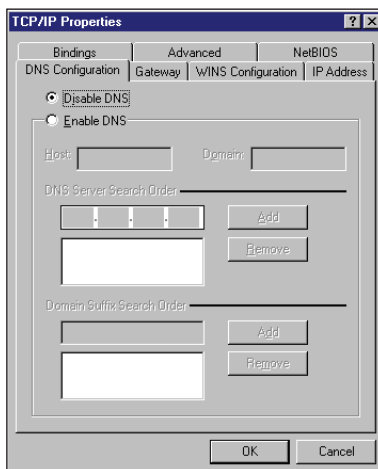 TCP/IP Properties
Bindings Advanced NetBIOS
DNS Configuration Gateway WINS Configuration IP Address
Disable DNS
Enable DNS
Host: Domain:
DNS Server Search Order
Add
Remove
Domain Suffix Search Order
Add
Remove
OK Cancel